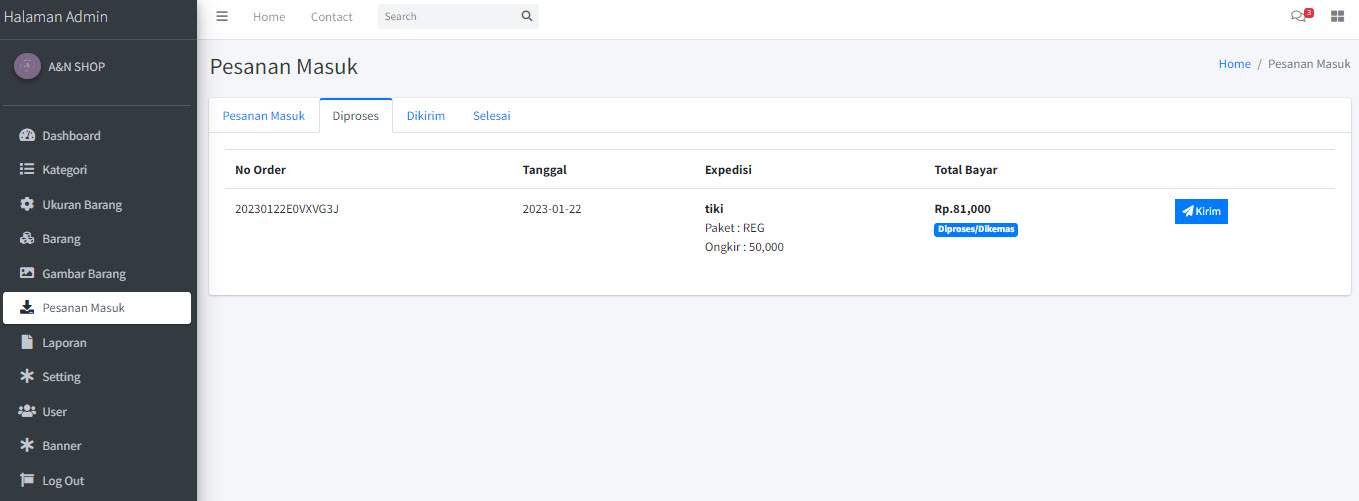 Halaman Admin
Home Contact Search 3
A&N SHOP
Pesanan Masuk
Home / Pesanan Masuk
Dashboard
Kategori
Ukuran Barang
Barang
Gambar Barang
Pesanan Masuk
Laporan
Setting
User
Banner
Log Out
Pesanan Masuk Diproses Dikirim Selesai
No Order Tanggal Expedisi Total Bayar
20230122E0VXVG3J 2023-01-22 tiki Rp.81,000 Kirim
Paket : REG Diproses/Dikemas
Ongkir : 50,000